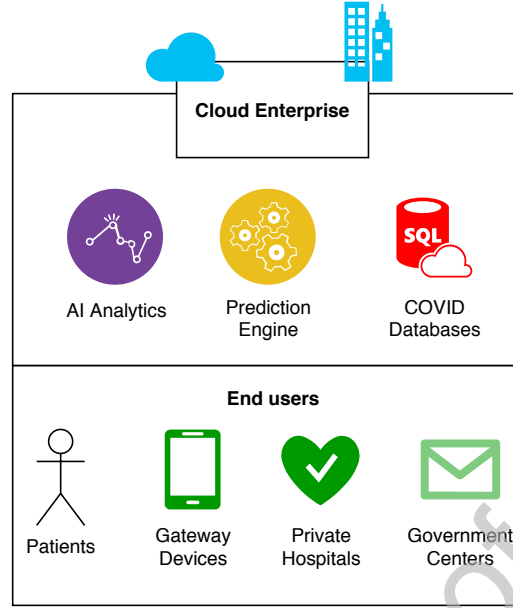 Cloud Enterprise
SQL
AI Analytics
Prediction
Engine
COVID
Databases
End users
Patients
Gateway
Devices
Private
Hospitals
Government
Centers